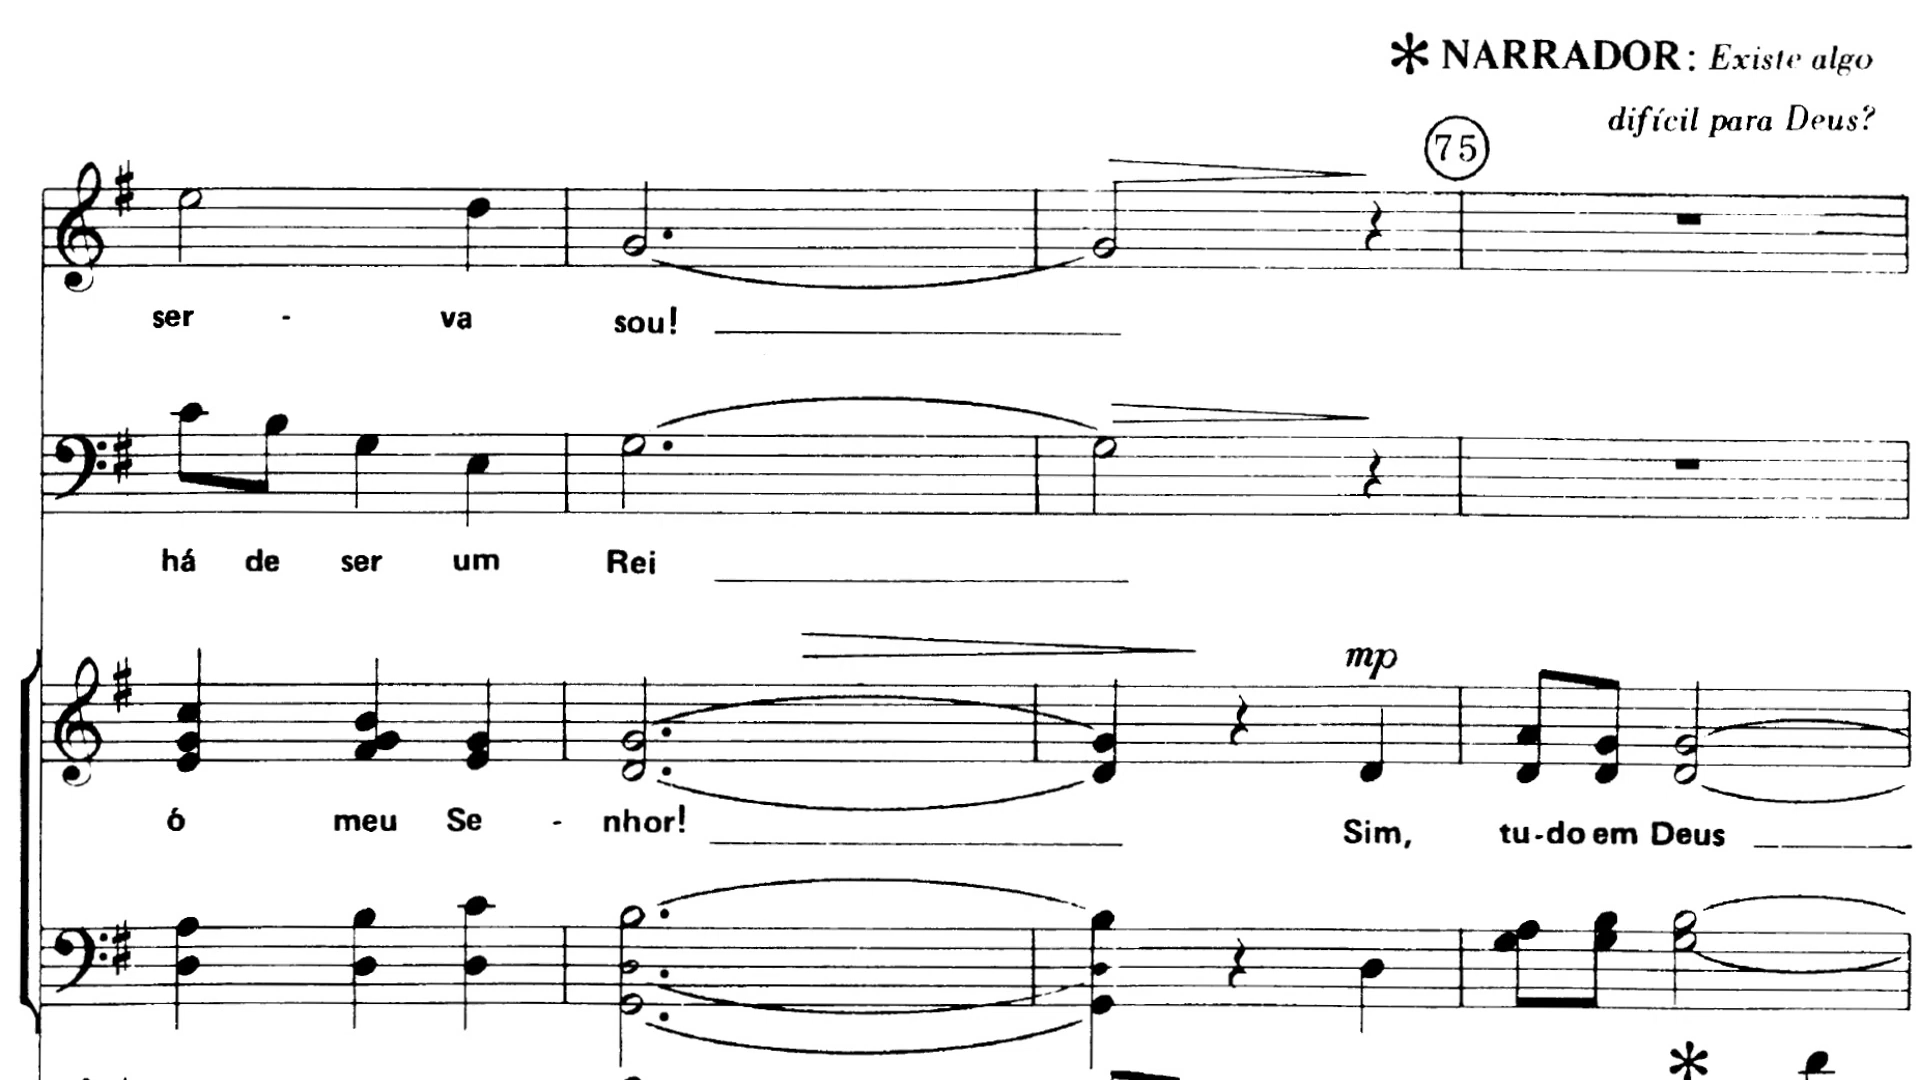 * NARRADOR: Existe algo
difícil para Deus?
75
ser - va sou!
há de ser um Rei
mp
ó meu Se - nhor! Sim, tu-do em Deus
*